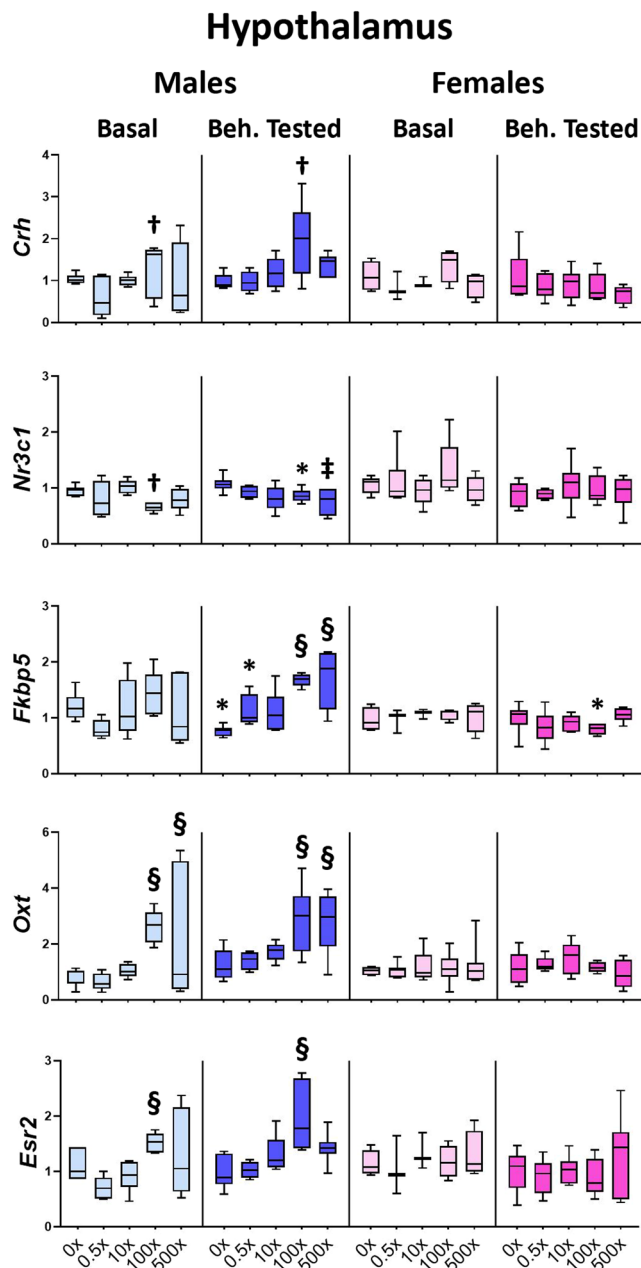 Hypothalamus
Males Females
Basal Beh. Tested Basal Beh. Tested
Crh
4
3
2
1
0
† †
Nr3c1
3
2
1
0
† * ‡
Fkbp5
3
2
1
0
* * § § *
Oxt
6
4
2
0
§ § § §
Esr2
3
2
1
0
§ §
0x 0.5x 10x 100x 500x 0x 0.5x 10x 100x 500x 0x 0.5x 10x 100x 500x 0x 0.5x 10x 100x 500x